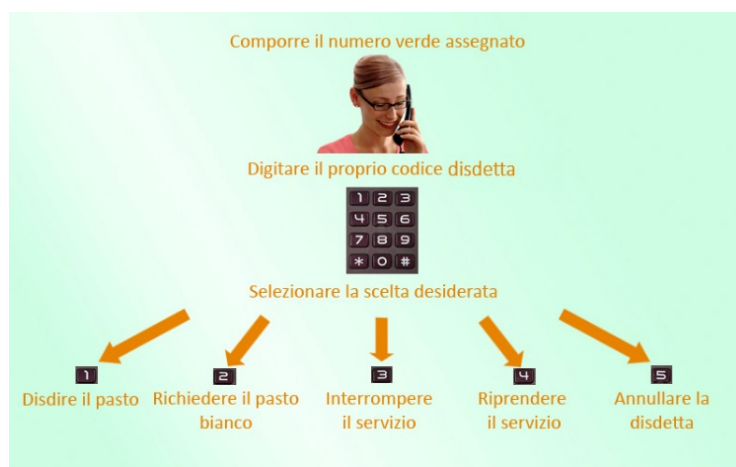 Comporre il numero verde assegnato
Digitare il proprio codice disdetta
1 2 3
4 5 6
7 8 9
* 0 #
Selezionare la scelta desiderata
1
Disdire il pasto
2
Richiedere il pasto
bianco
3
Interrompere
il servizio
4
Riprendere
il servizio
5
Annullare la
disdetta